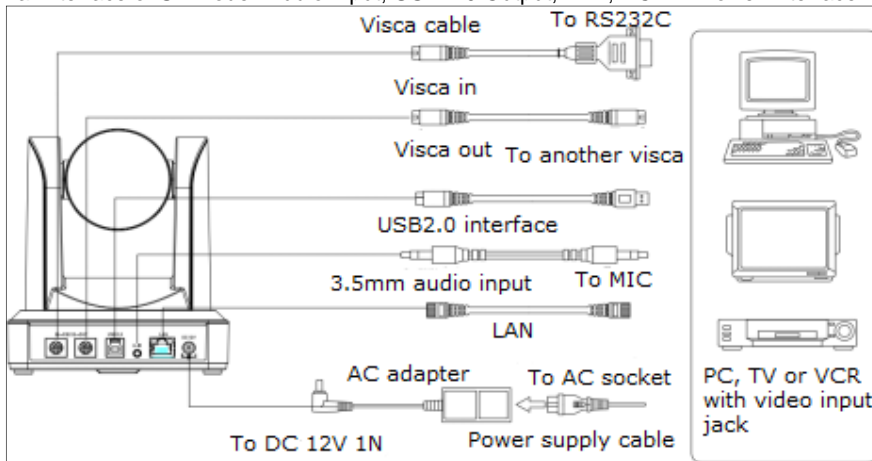 Visca cable
To RS232C
Visca in
Visca out
To another visca
USB2.0 interface
3.5mm audio input
To MIC
LAN
AC adapter
To AC socket
To DC 12V 1N
Power supply cable
PC, TV or VCR
with video input
jack